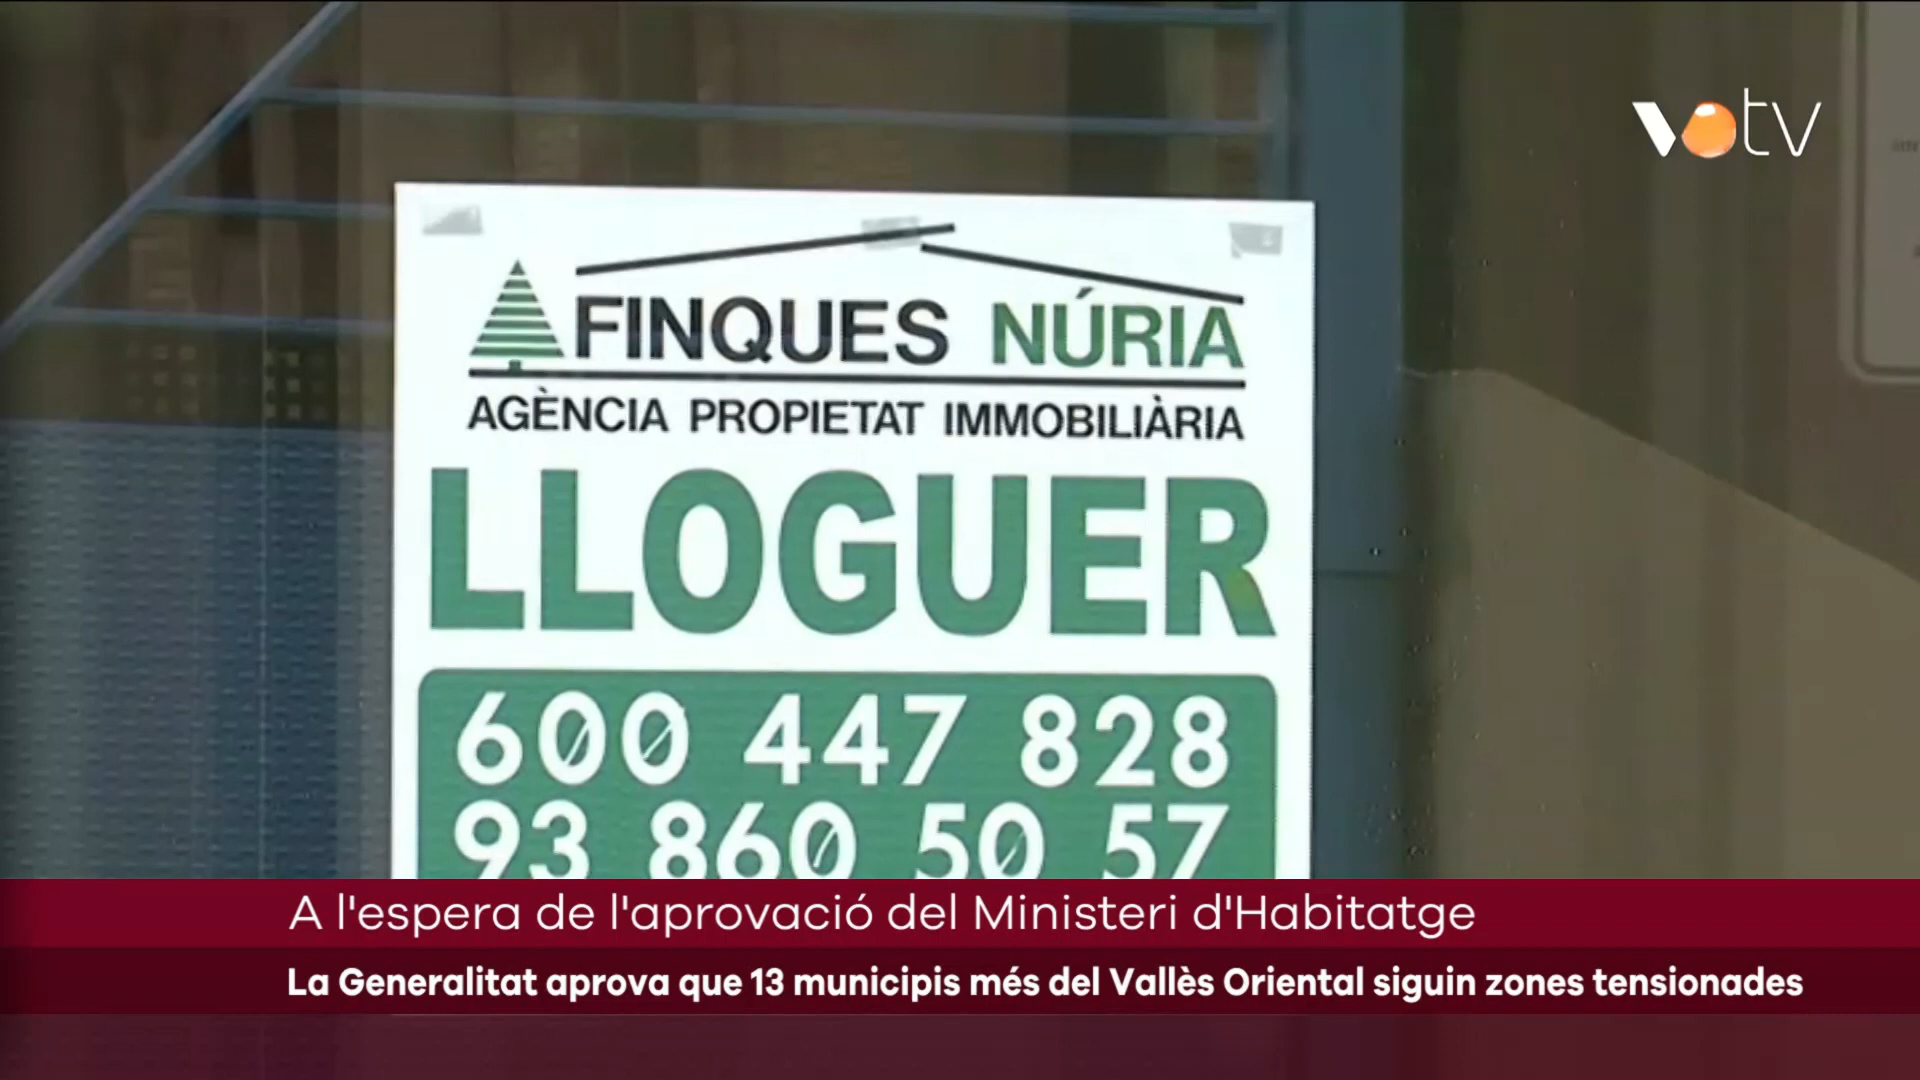 votv
FINQUES NÚRIA
AGÈNCIA PROPIETAT IMMOBILIÀRIA
LLOGUER
600 447 828
93 860 50 57
A l'espera de l'aprovació del Ministeri d'Habitatge
La Generalitat aprova que 13 municipis més del Vallès Oriental siguin zones tensionades